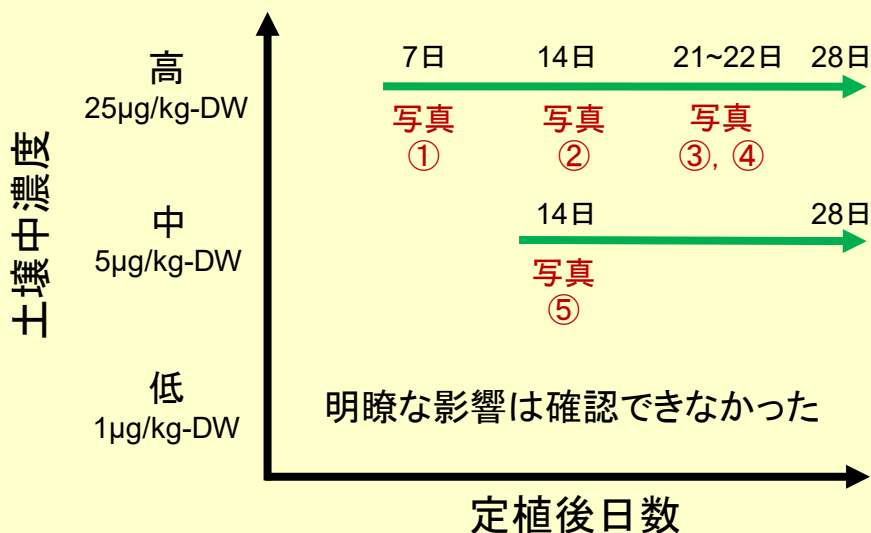 土壌中濃度
高
25µg/kg-DW
7日
14日
21~22日
28日
写真
①
写真
②
写真
③, ④
中
5µg/kg-DW
14日
28日
写真
⑤
低
1µg/kg-DW
明瞭な影響は確認できなかった
定植後日数